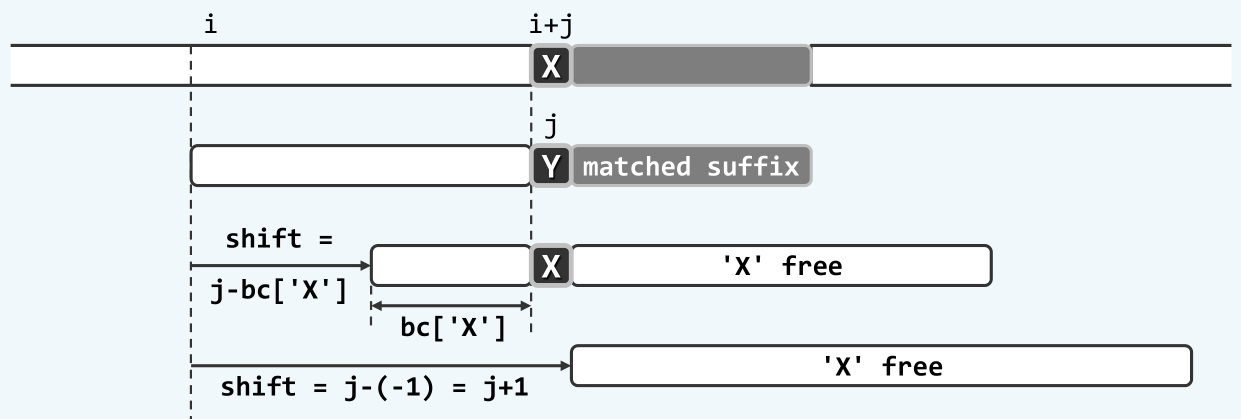 i i+j
X
j
Y matched suffix
shift =
j-bc['X']
X 'X' free
bc['X']
'X' free
shift = j-(-1) = j+1